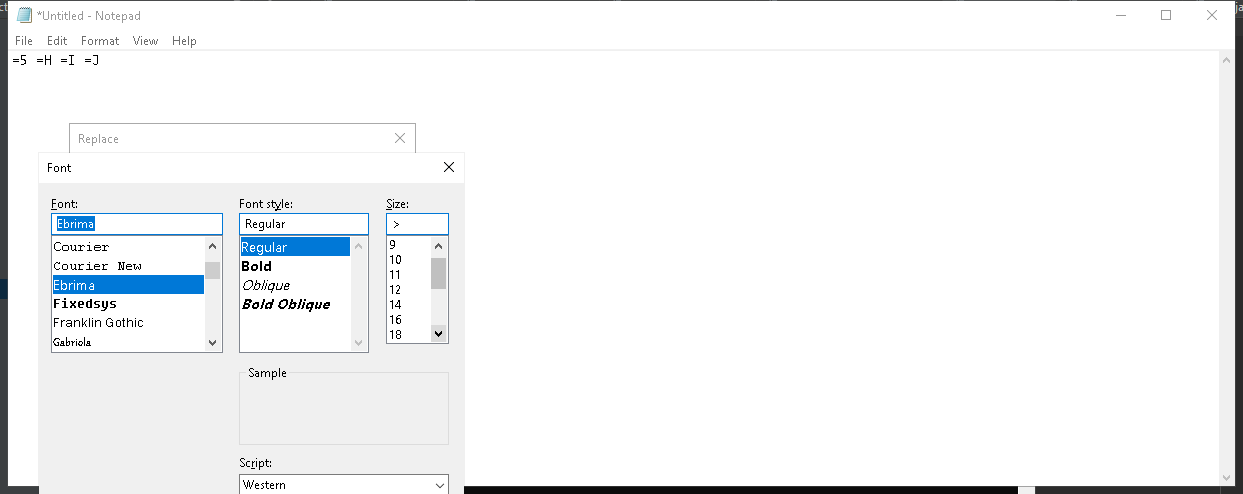 *Untitled - Notepad
File Edit Format View Help
=5 =H =I =J
Replace
Font
Font: Font style: Size:
Ebrima Regular >
Courier Regular 9
Courier New Bold 10
Ebrima Oblique 11
Fixedsys Bold Oblique 12
Franklin Gothic 14
Gabriola 16
18
Sample
Script:
Western